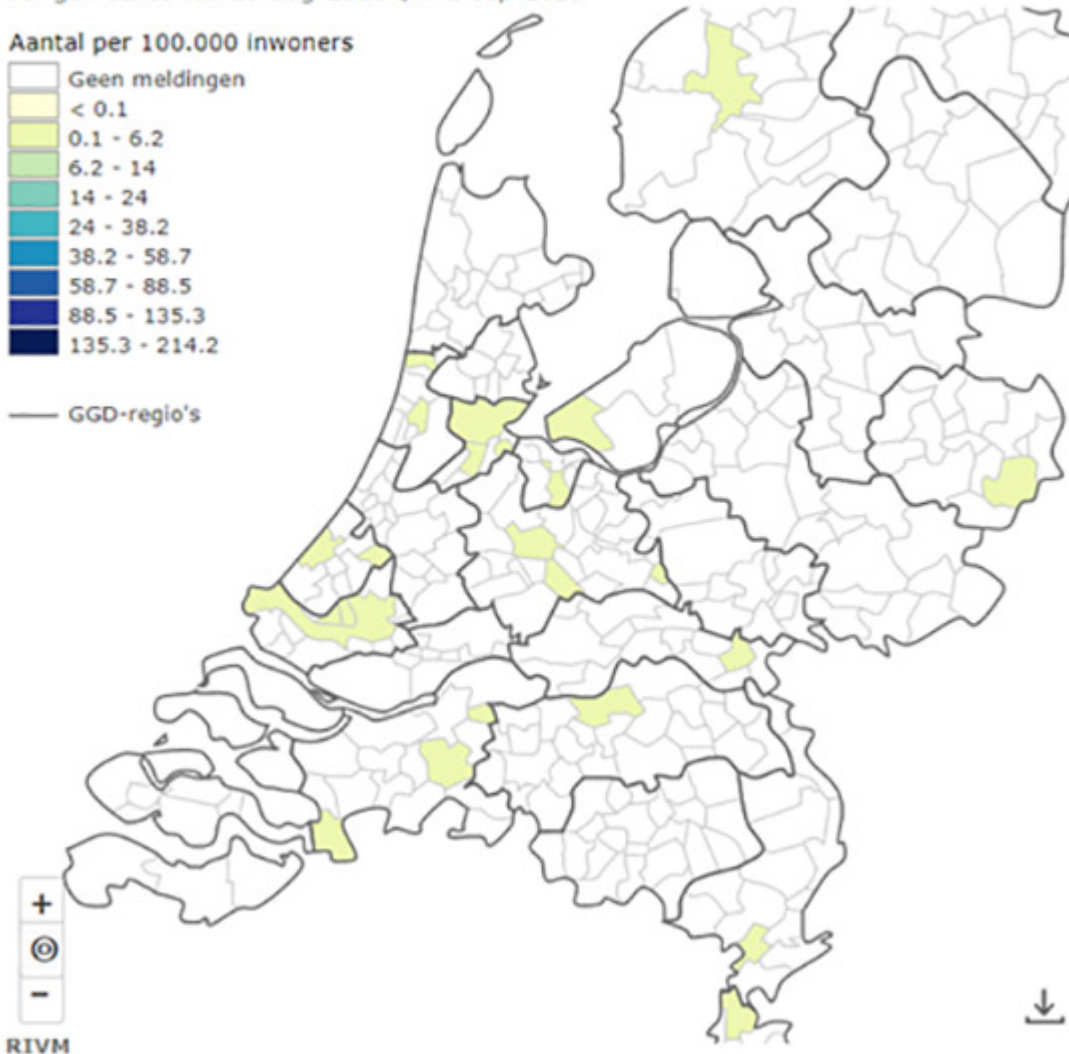 Aantal per 100.000 inwoners
Geen meldingen
< 0.1
0.1 - 6.2
6.2 - 14
14 - 24
24 - 38.2
38.2 - 58.7
58.7 - 88.5
88.5 - 135.3
135.3 - 214.2
GGD-regio's
+
−
RIVM